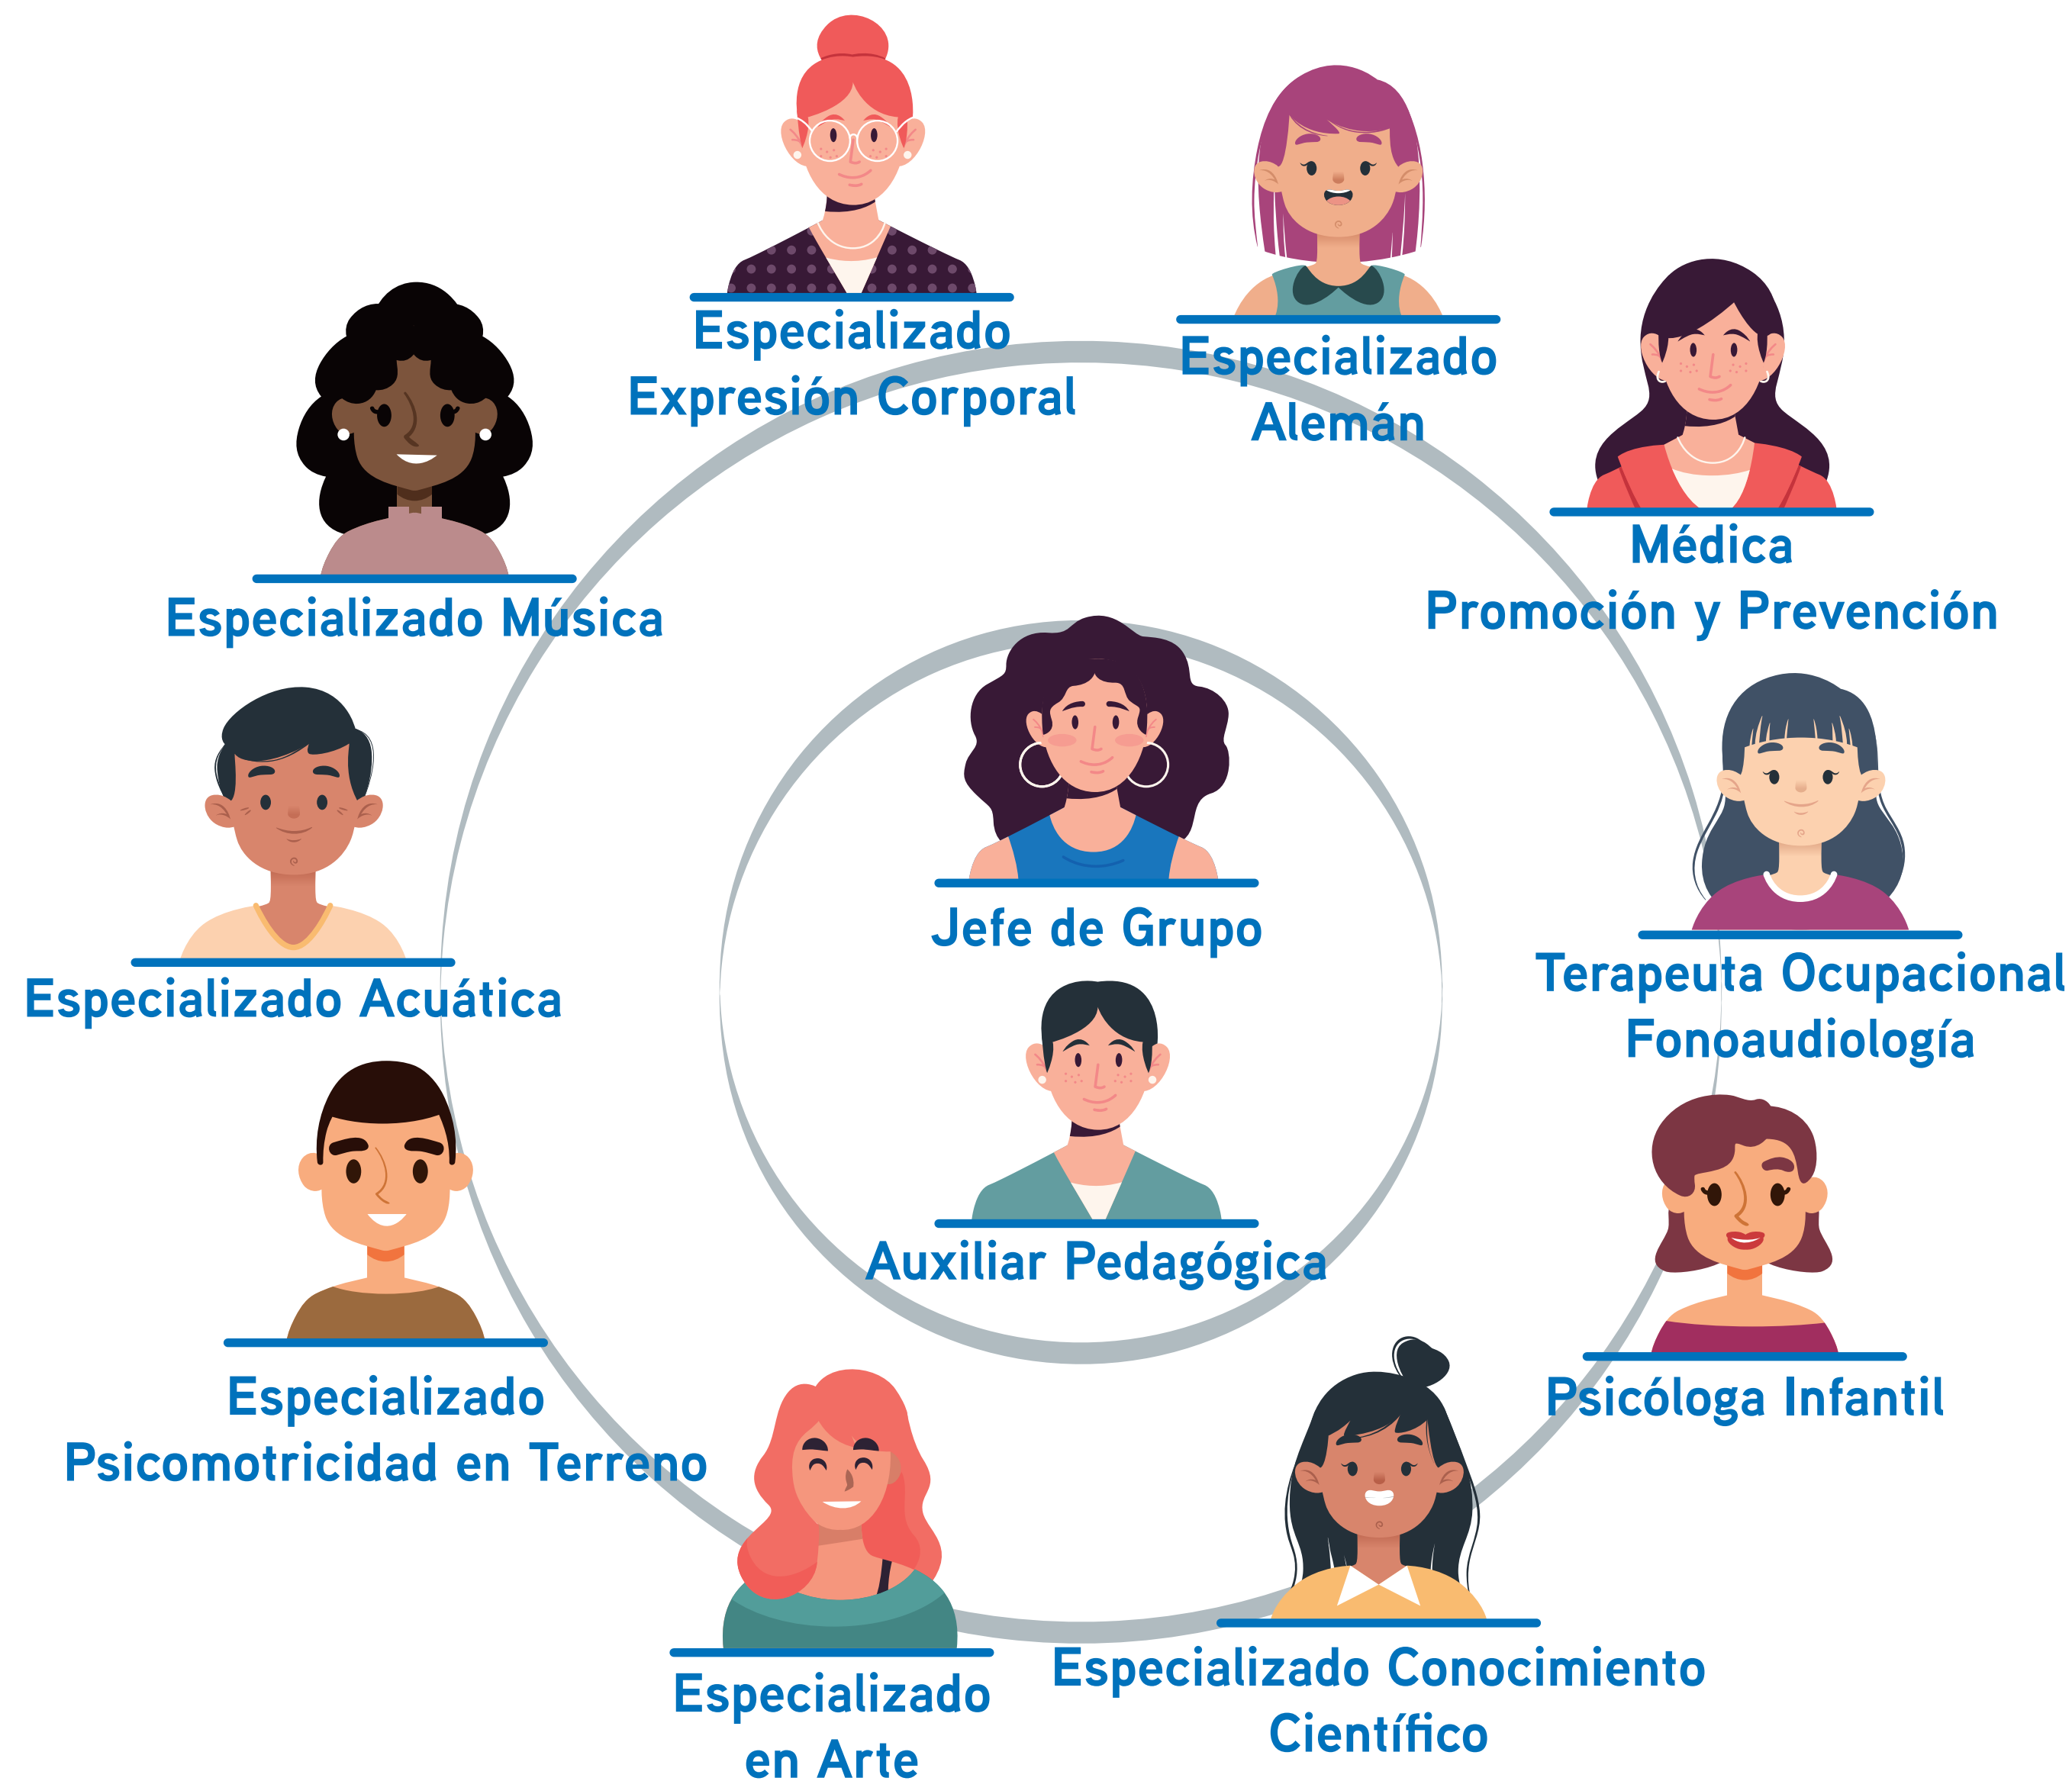 Especializado
Expresión Corporal
Especializado
Alemán
Médica
Promoción y Prevención
Especializado Música
Jefe de Grupo
Terapeuta Ocupacional
Fonoaudiología
Especializado Acuática
Auxiliar Pedagógica
Psicóloga Infantil
Especializado
Psicomotricidad en Terreno
Especializado Conocimiento
Científico
Especializado
en Arte